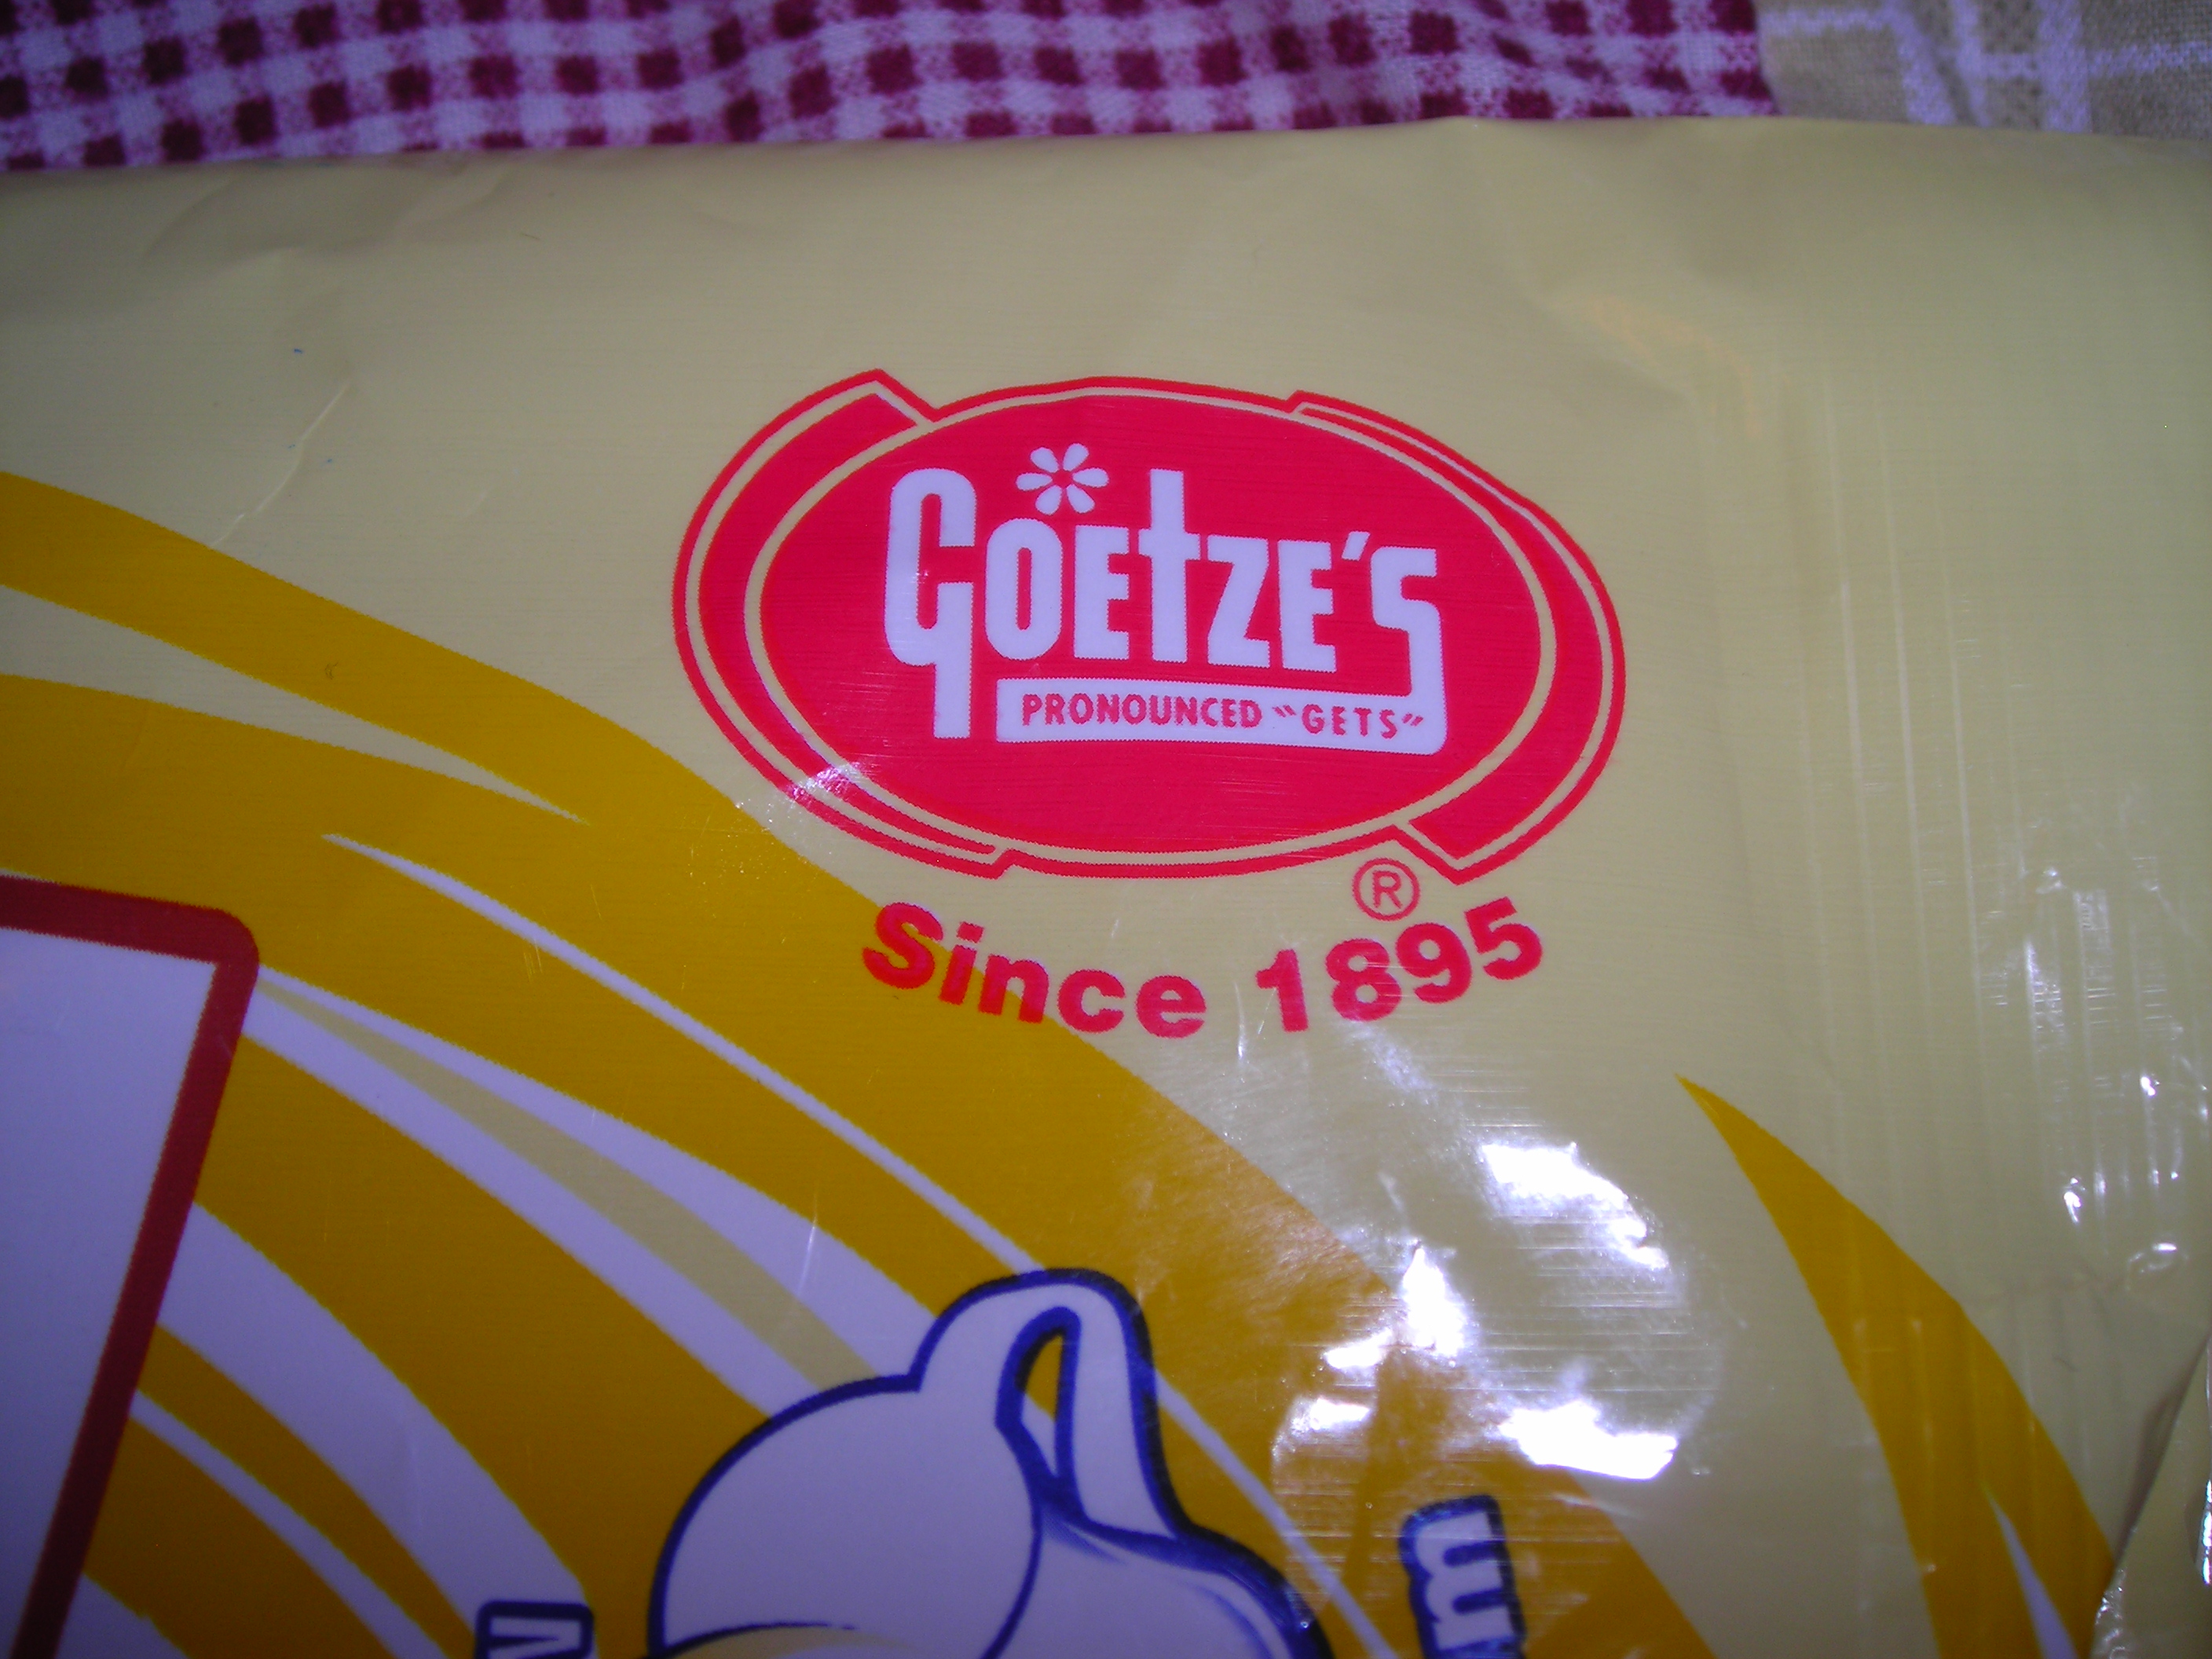 Goetze's
PRONOUNCED "GETS"
®
Since 1895